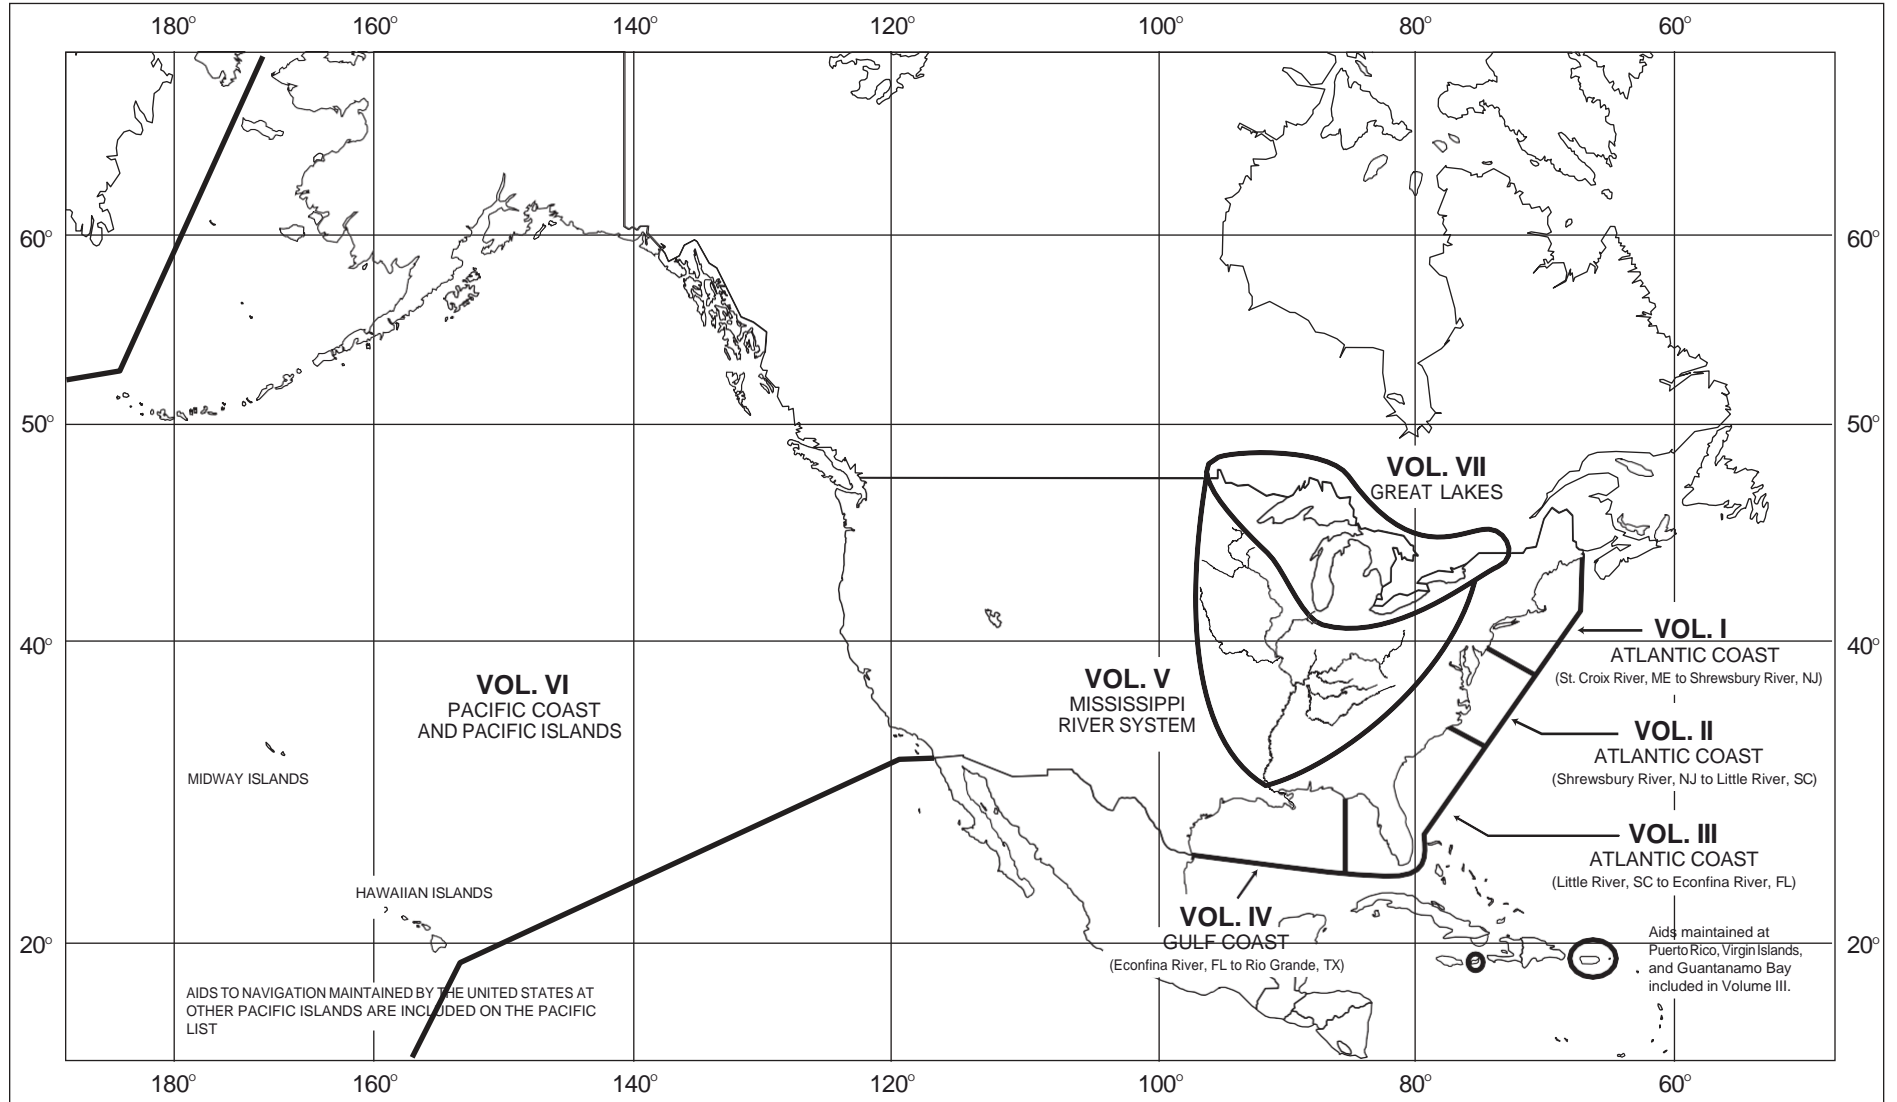 180° 160° 140° 120° 100° 80° 60°
60° 60°
50° 50°
VOL. VII
GREAT LAKES
40° 40°
VOL. I
ATLANTIC COAST
(St. Croix River, ME to Shrewsbury River, NJ)
VOL. VI
PACIFIC COAST
AND PACIFIC ISLANDS
VOL. V
MISSISSIPPI
RIVER SYSTEM
VOL. II
ATLANTIC COAST
(Shrewsbury River, NJ to Little River, SC)
MIDWAY ISLANDS
VOL. III
ATLANTIC COAST
(Little River, SC to Econfina River, FL)
HAWAIIAN ISLANDS
VOL. IV
GULF COAST
(Econfina River, FL to Rio Grande, TX)
20° 20°
Aids maintained at
Puerto Rico, Virgin Islands,
and Guantanamo Bay
included in Volume III.
AIDS TO NAVIGATION MAINTAINED BY THE UNITED STATES AT
OTHER PACIFIC ISLANDS ARE INCLUDED ON THE PACIFIC
LIST
180° 160° 140° 120° 100° 80° 60°